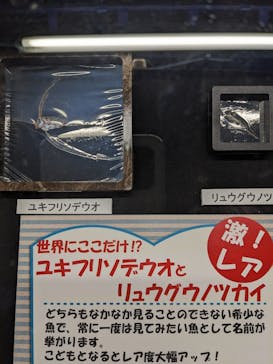 ユキフリソデウオ
リュウグウノツ
激！
レア
世界にここだけ!?
ユキフリソデウオと
リュウグウノツカイ
どちらもなかなか見ることのできない希少な
魚で、常に一度は見てみたい魚として名前が
挙がります。
こどもとなるとレア度大幅アップ！